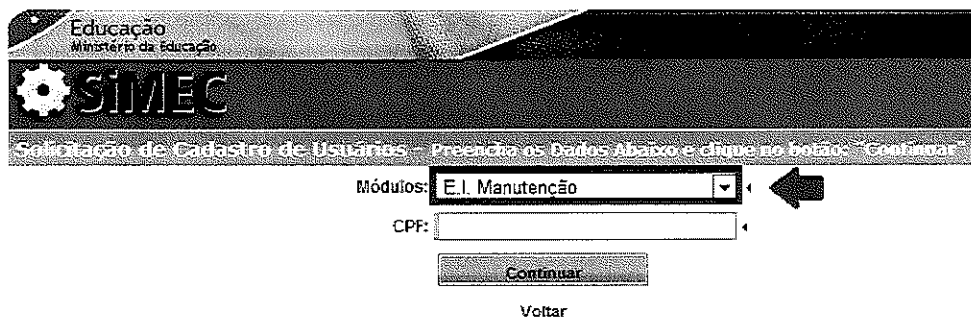 Educação
Ministério da Educação
SIMEC
Solicitação de Cadastro de Usuários - Preencha os Dados Abaixo e clique no botão: "Continuar"
Módulos: E.I. Manutenção
CPF:
Continuar
Voltar